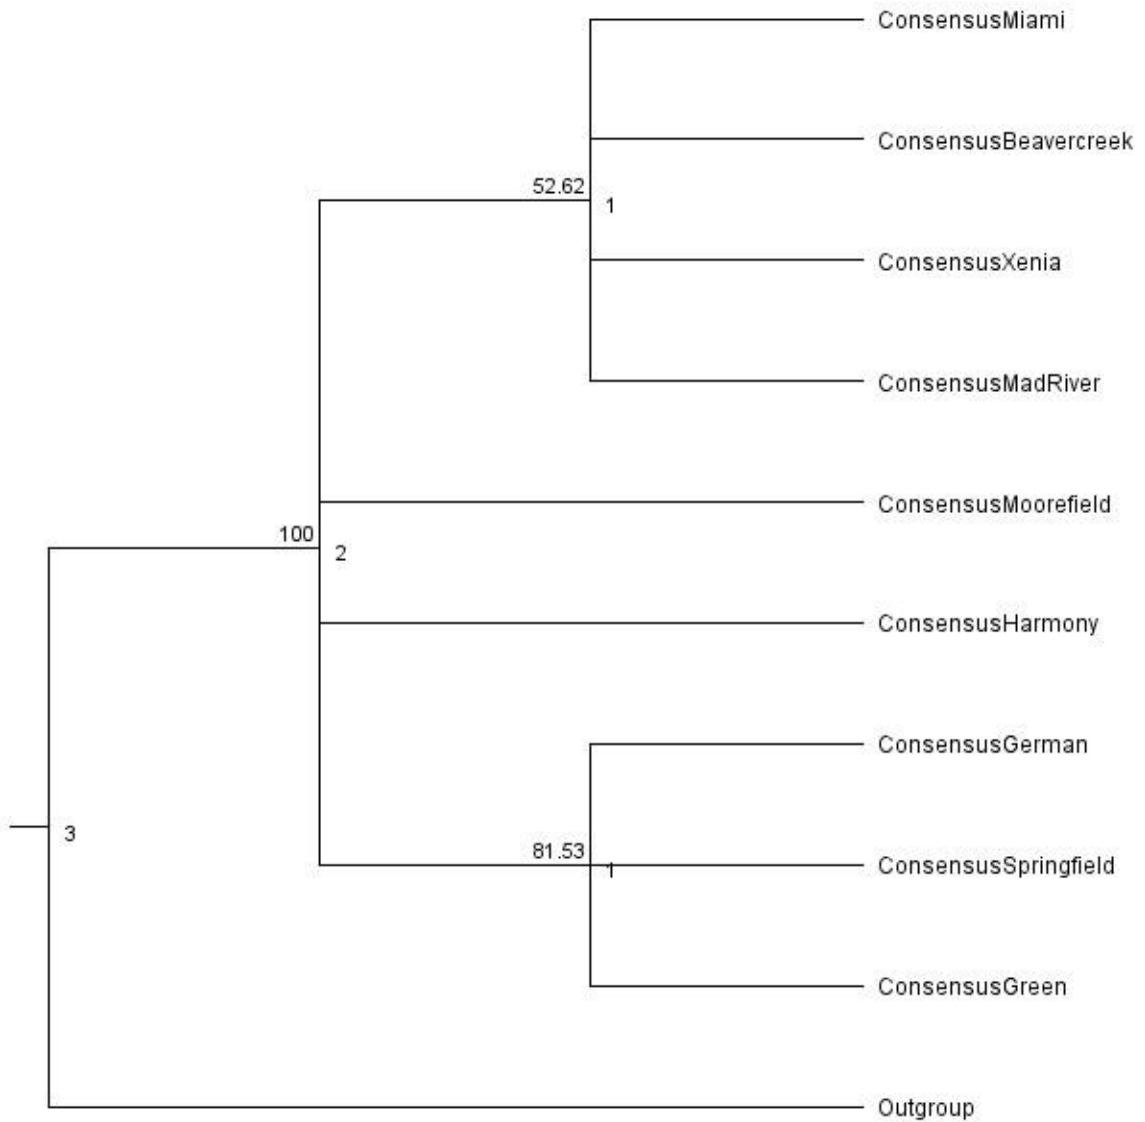 ConsensusMiami
ConsensusBeavercreek
52.62
1
ConsensusXenia
ConsensusMadRiver
ConsensusMoorefield
100
2
ConsensusHarmony
ConsensusGerman
3
81.53
1
ConsensusSpringfield
ConsensusGreen
Outgroup